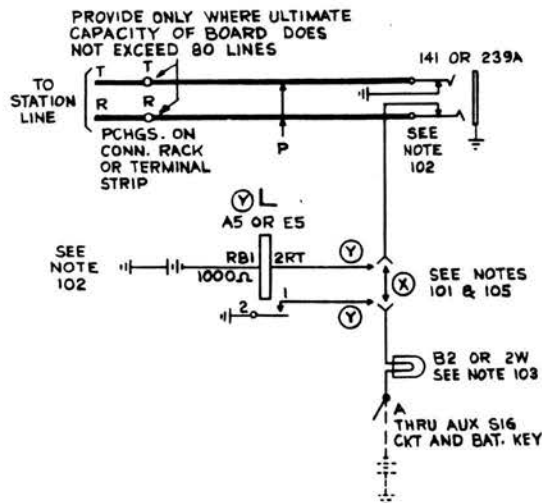 PROVIDE ONLY WHERE ULTIMATE
CAPACITY OF BOARD DOES
NOT EXCEED 80 LINES
141 OR 239A
T
T
TO
STATION
LINE
R
R
PCHGS. ON
CONN. RACK
OR TERMINAL
STRIP
P
SEE
NOTE
102
Y L
A5 OR E5
SEE
NOTE
102
RB1
2RT
1000Ω
Y
X
SEE NOTES
101 & 105
2
1
Y
B2 OR 2W
SEE NOTE 103
A
THRU AUX SIG
CKT AND BAT. KEY